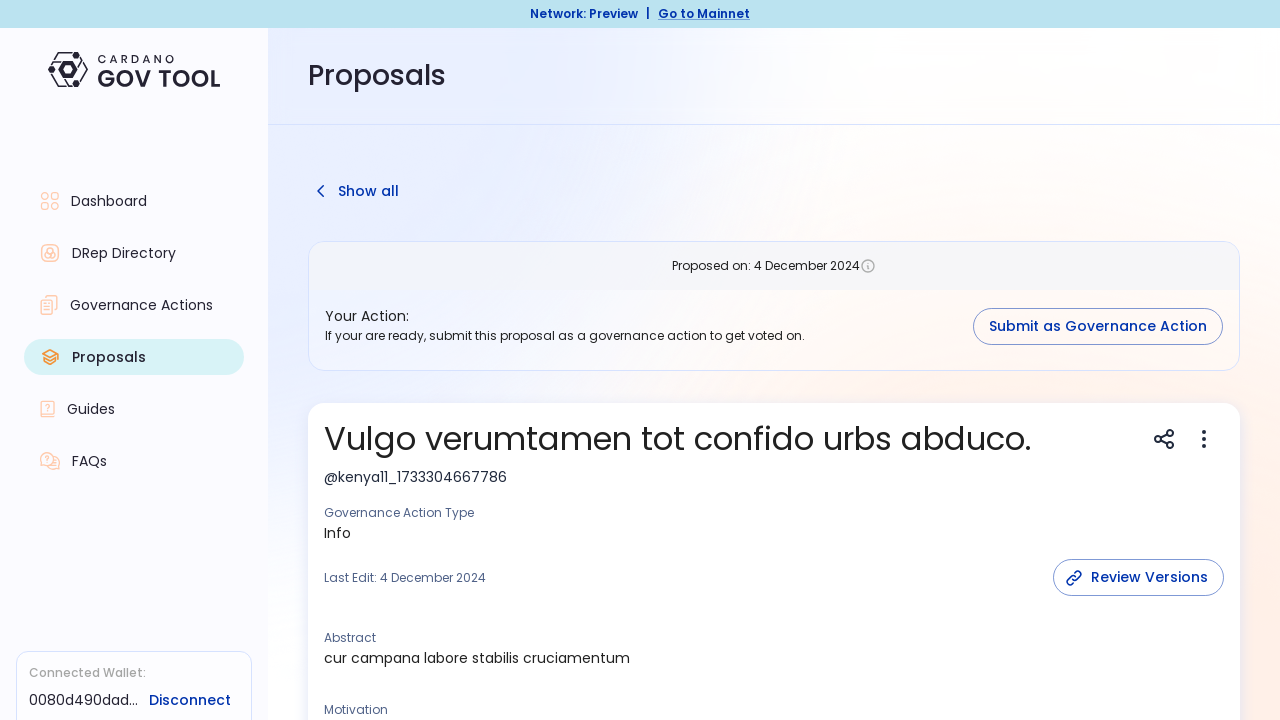 Network: Preview | Go to Mainnet
CARDANO
GOV TOOL
Proposals
Dashboard
DRep Directory
Governance Actions
Proposals
Guides
FAQs
Connected Wallet:
0080d490dad... Disconnect
Show all
Proposed on: 4 December 2024
Your Action:
If your are ready, submit this proposal as a governance action to get voted on.
Submit as Governance Action
Vulgo verumtamen tot confido urbs abduco.
@kenya11_1733304667786
Governance Action Type
Info
Last Edit: 4 December 2024
Review Versions
Abstract
cur campana labore stabilis cruciamentum
Motivation